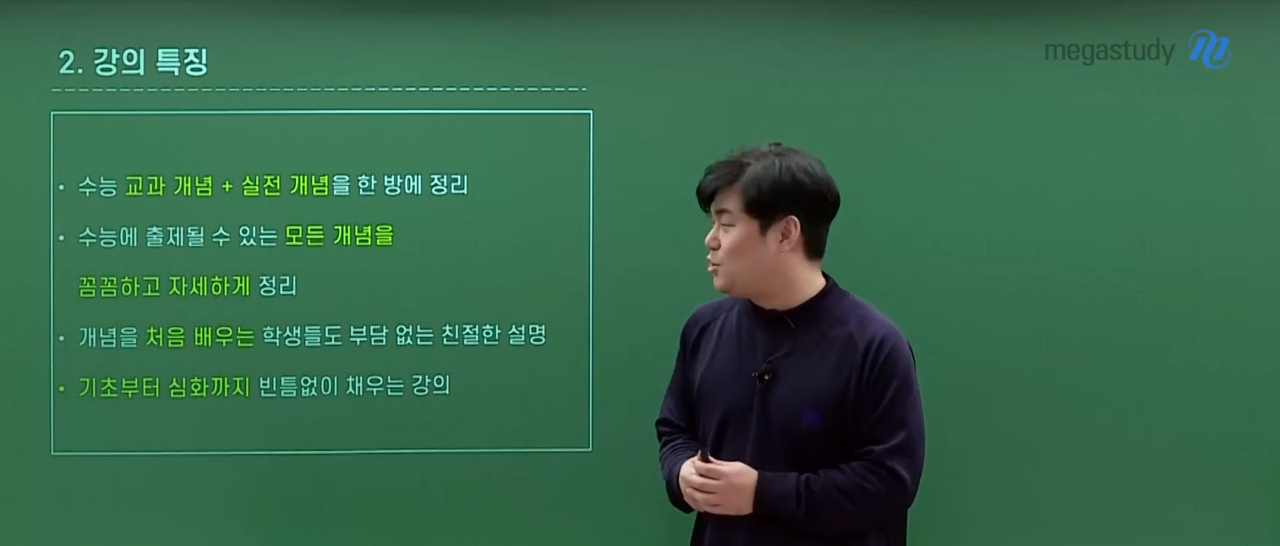 2. 강의 특징
megastudy
• 수능 교과 개념 + 실전 개념을 한 방에 정리
• 수능에 출제될 수 있는 모든 개념을
꼼꼼하고 자세하게 정리
• 개념을 처음 배우는 학생들도 부담 없는 친절한 설명
• 기초부터 심화까지 빈틈없이 채우는 강의